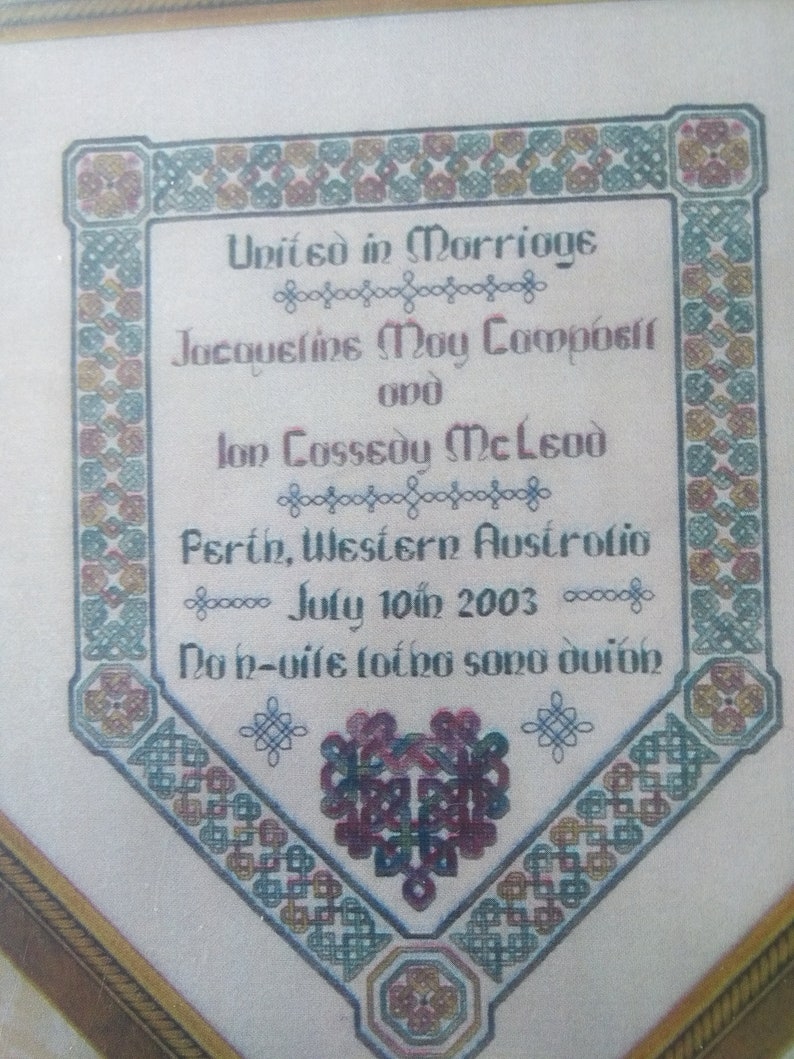 United in Marriage
Jacqueline May Campbell
and
Ian Cassedy McLeod
Perth, Western Australia
July 10th 2003
Na h-uile latha sona duibh